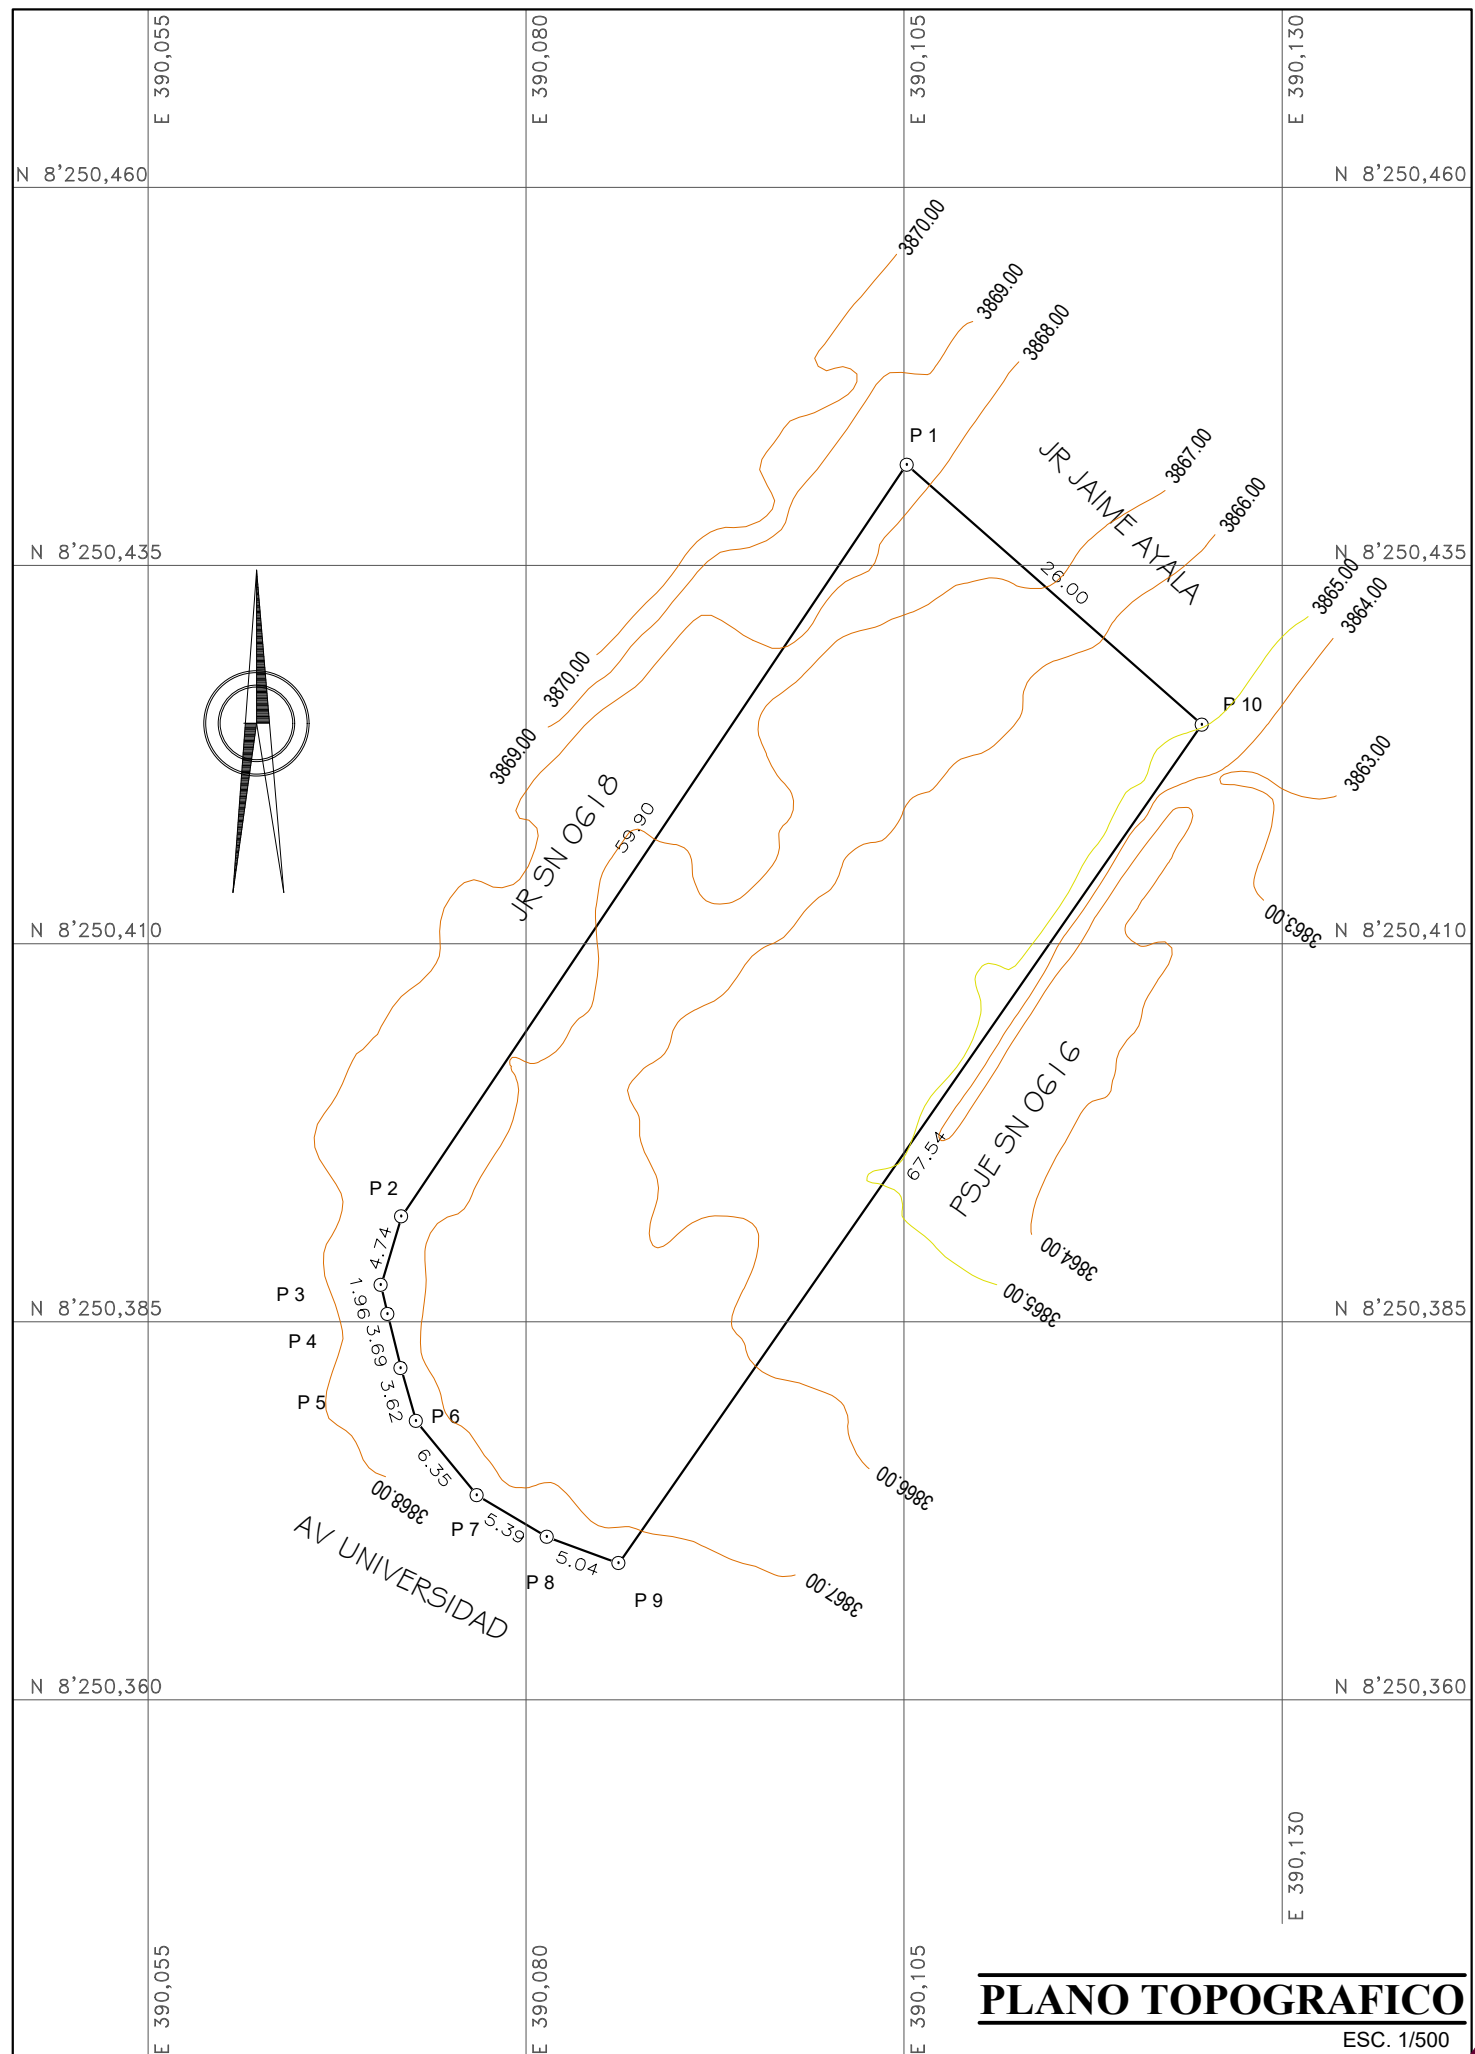 E 390,055
E 390,080
E 390,105
E 390,130
N 8'250,460
N 8'250,460
3870.00
3869.00
3868.00
P 1
JR JAIME AYALA
3867.00
3866.00
N 8'250,435
N 8'250,435
26.00
3865.00
3864.00
3870.00
P 10
3869.00
3863.00
JR SN 0618
59.90
3863.00
N 8'250,410
N 8'250,410
PSJE SN 0616
67.54
P 2
4.74
3864.00
P 3
1.96
3865.00
N 8'250,385
N 8'250,385
P 4
3.69
P 5
3.62
P 6
6.35
3868.00
3866.00
P 7
5.39
AV UNIVERSIDAD
5.04
P 8
3867.00
P 9
N 8'250,360
N 8'250,360
E 390,130
E 390,055
E 390,080
E 390,105
PLANO TOPOGRAFICO
ESC. 1/500